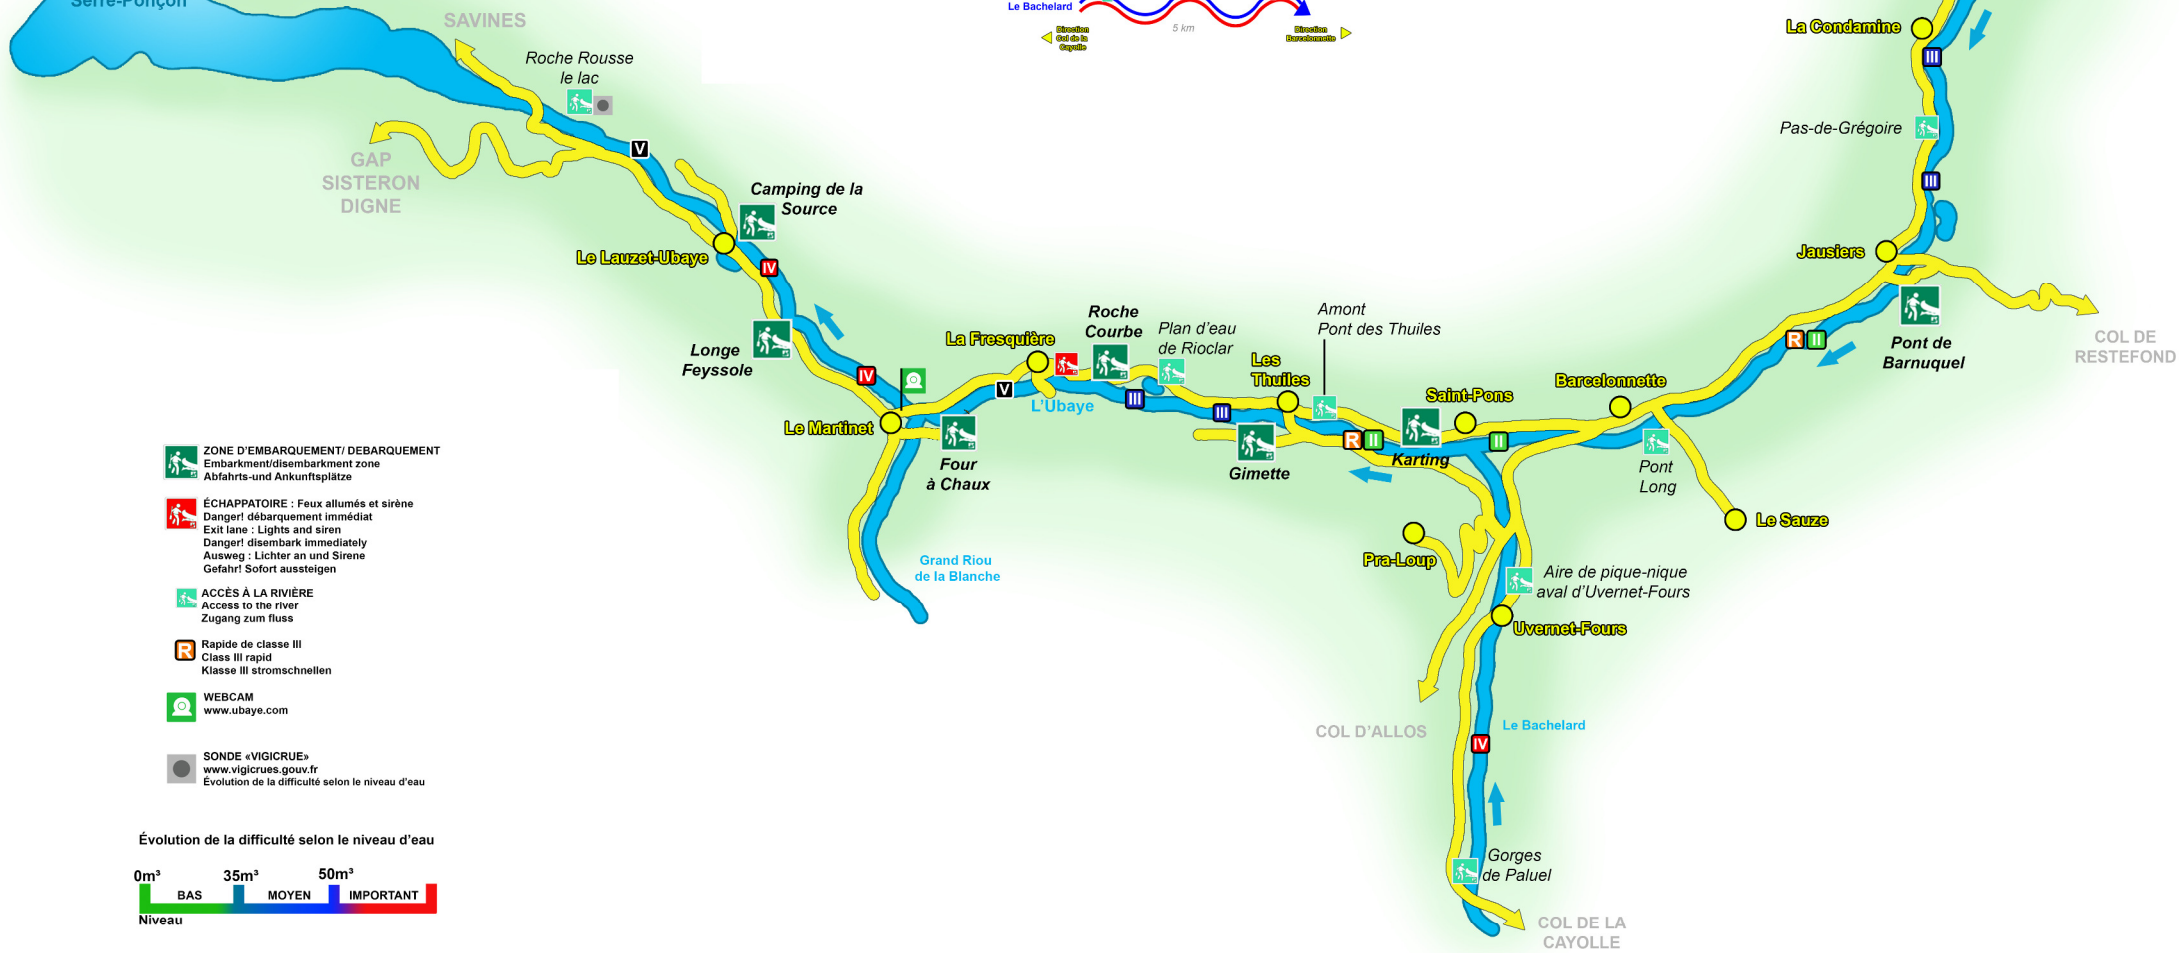 Serre-Ponçon
SAVINES
Le Bachelard
5 km
Direction
Col de la
Cayolle
Direction
Barcelonnette
La Condamine
III
Roche Rousse
le lac
V
GAP
SISTERON
DIGNE
Pas-de-Grégoire
III
Camping de la
Source
Le Lauzet-Ubaye
IV
Jausiers
Longe
Feyssole
IV
La Fresquière
Roche
Courbe
Plan d'eau
de Rioclar
Amont
Pont des Thuiles
Les
Thuiles
Saint-Pons
Barcelonnette
R
II
Pont de
Barnuquel
COL DE
RESTEFOND
V
L'Ubaye
III
III
R
II
Karting
II
Le Martinet
Four
à Chaux
Gimette
Pont
Long
Le Sauze
Pra-Loup
Grand Riou
de la Blanche
Aire de pique-nique
aval d'Uvernet-Fours
Uvernet-Fours
COL D'ALLOS
Le Bachelard
IV
Gorges
de Paluel
COL DE LA
CAYOLLE
ZONE D'EMBARQUEMENT/ DEBARQUEMENT
Embarkment/disembarkment zone
Abfahrts-und Ankunftsplätze
ÉCHAPPATOIRE : Feux allumés et sirène
Danger! débarquement immédiat
Exit lane : Lights and siren
Danger! disembark immediately
Ausweg : Lichter an und Sirene
Gefahr! Sofort aussteigen
ACCÈS À LA RIVIÈRE
Access to the river
Zugang zum fluss
R
Rapide de classe III
Class III rapid
Klasse III stromschnellen
WEBCAM
www.ubaye.com
SONDE «VIGICRUE»
www.vigicrues.gouv.fr
Évolution de la difficulté selon le niveau d'eau
Évolution de la difficulté selon le niveau d'eau
0m³ 35m³ 50m³
BAS MOYEN IMPORTANT
Niveau